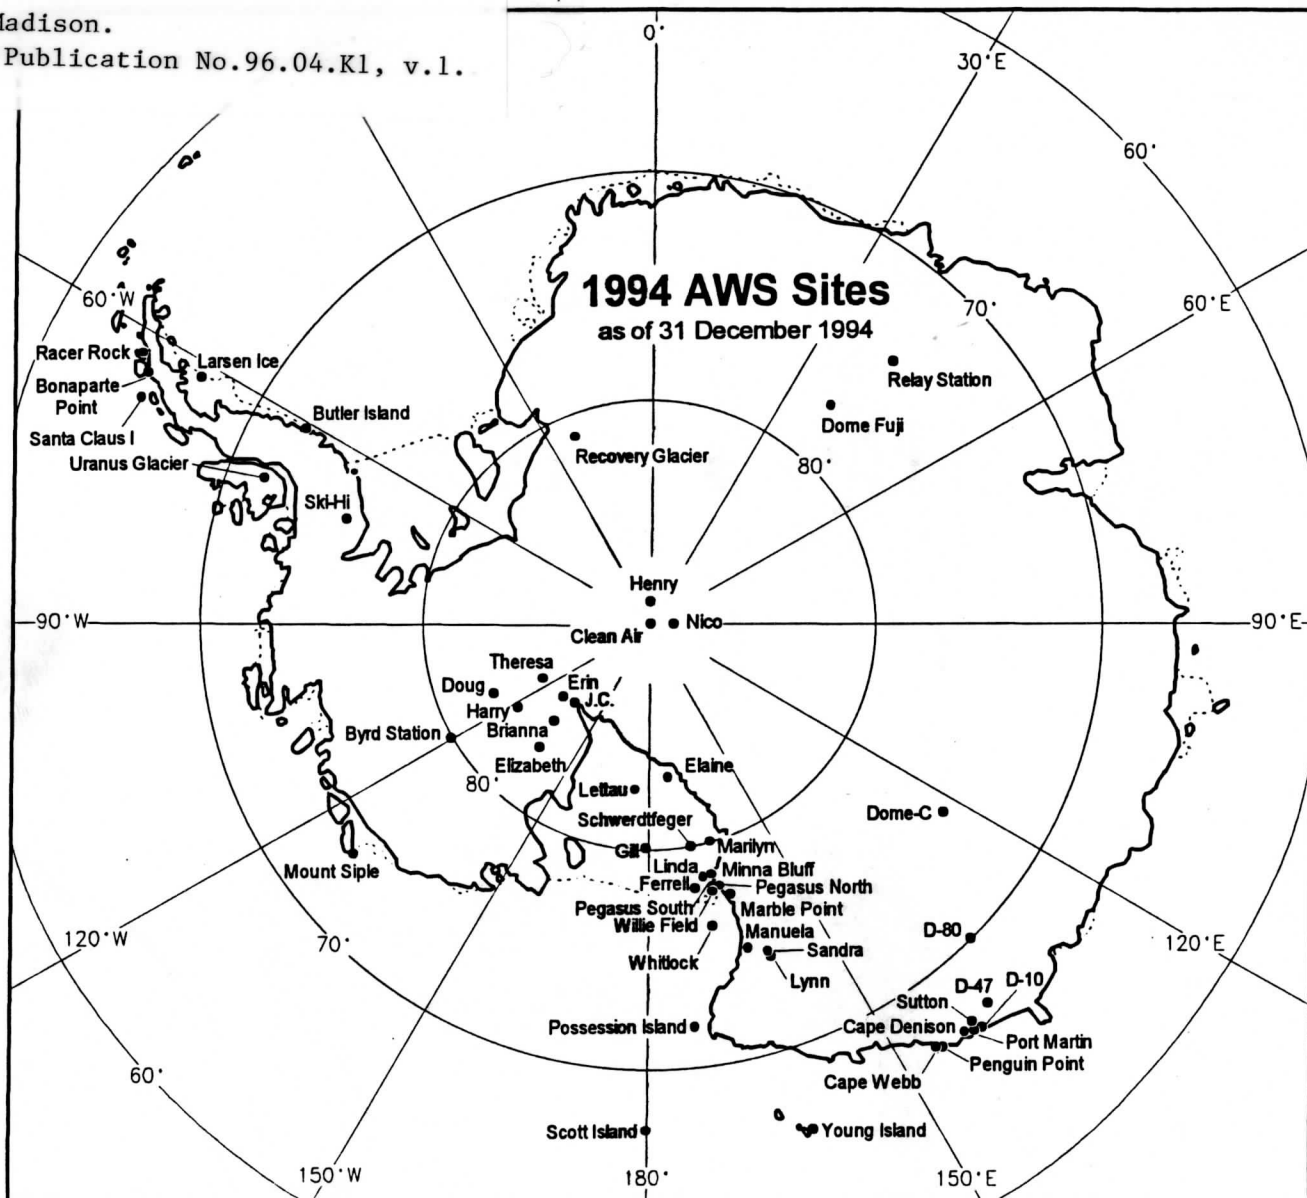 Madison.
Publication No.96.04.K1, v.1.
0°
30°E
60°
60°E
60°W
1994 AWS Sites
as of 31 December 1994
70°
Racer Rock
Larsen Ice
Bonaparte
Point
Relay Station
Butler Island
Dome Fuji
Santa Claus I
Recovery Glacier
Uranus Glacier
80°
Ski-Hi
Henry
90°W
Clean Air
Nico
90°E
Theresa
Doug
Erin
Harry
J.C.
Byrd Station
Brianna
Elizabeth
80°
Elaine
Lettau
Dome-C
Schwerdtfeger
Gill
Marilyn
Mount Siple
Linda
Minna Bluff
Ferrell
Pegasus North
Pegasus South
Marble Point
Willie Field
Manuela
D-80
120°W
70°
Sandra
120°E
Whitlock
Lynn
D-47
D-10
Sutton
Possession Island
Cape Denison
Port Martin
Penguin Point
60°
Cape Webb
Scott Island
Young Island
150°W
180°
150°E